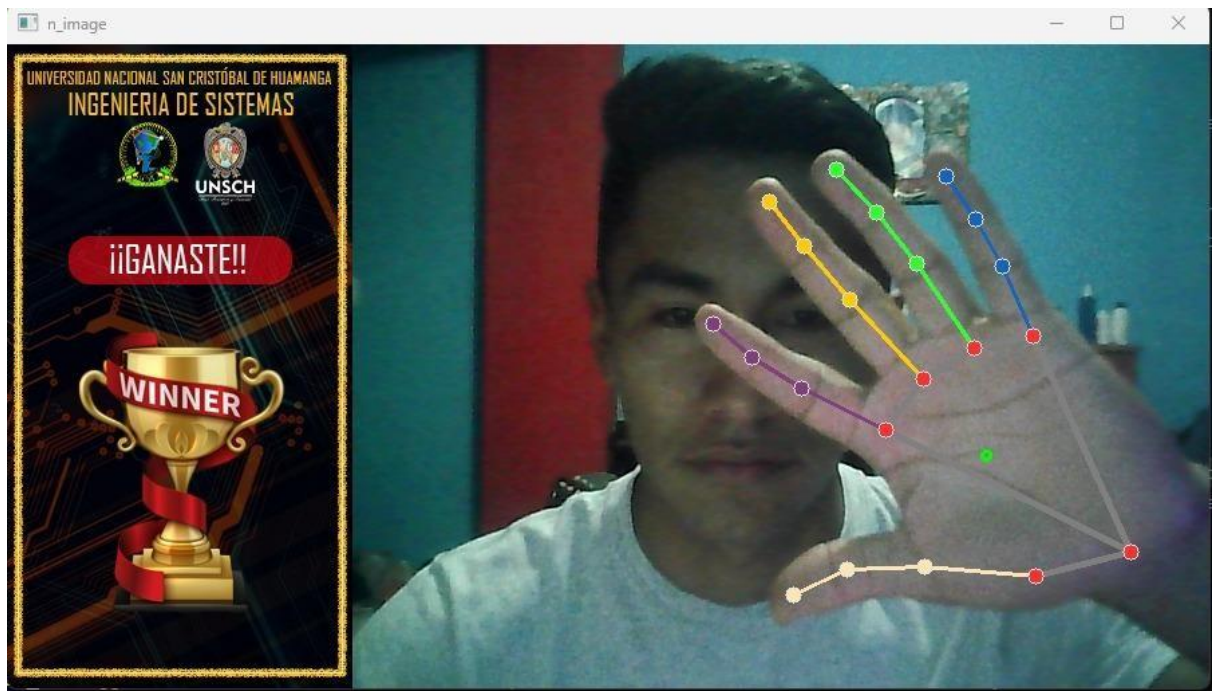 n_image
UNIVERSIDAD NACIONAL SAN CRISTÓBAL DE HUAMANGA
INGENIERIA DE SISTEMAS
UNSCH
¡¡GANASTE!!
WINNER